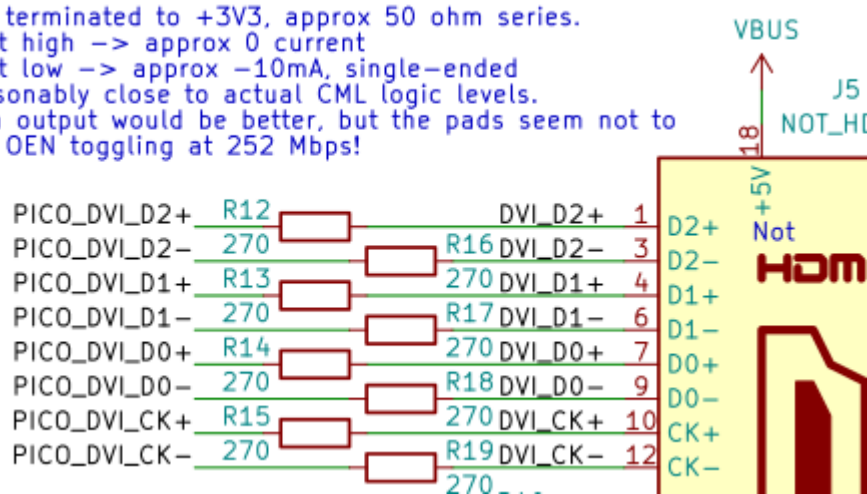 terminated to +3V3, approx 50 ohm series.
t high -> approx 0 current
t low -> approx -10mA, single-ended
sonably close to actual CML logic levels.
output would be better, but the pads seem not to
OEN toggling at 252 Mbps!
VBUS
J5
NOT_HD
18
+5V
Not
HDM
PICO_DVI_D2+ R12 DVI_D2+ 1 D2+
PICO_DVI_D2- 270 R16 DVI_D2- 3 D2-
PICO_DVI_D1+ R13 270 DVI_D1+ 4 D1+
PICO_DVI_D1- 270 R17 DVI_D1- 6 D1-
PICO_DVI_D0+ R14 270 DVI_D0+ 7 D0+
PICO_DVI_D0- 270 R18 DVI_D0- 9 D0-
PICO_DVI_CK+ R15 270 DVI_CK+ 10 CK+
PICO_DVI_CK- 270 R19 DVI_CK- 12 CK-
270